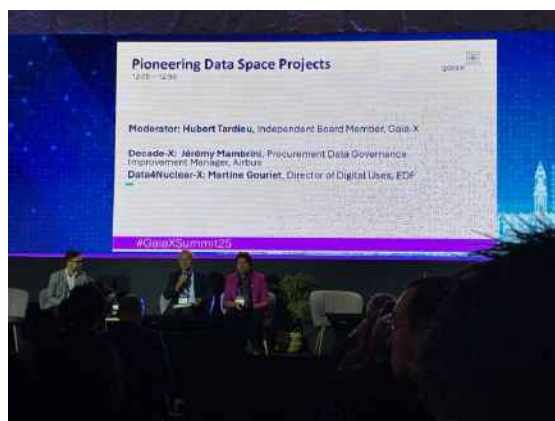 Pioneering Data Space Projects
gaia-x
Moderator: Hubert Tardieu, Independent Board Member, Gaia-X
Decade-X: Jérémy Mambrini, Procurement Data Governance
Improvement Manager, Airbus
Data4Nuclear-X: Martine Gouriet, Director of Digital Uses, EDF
#GaiaXSummit25